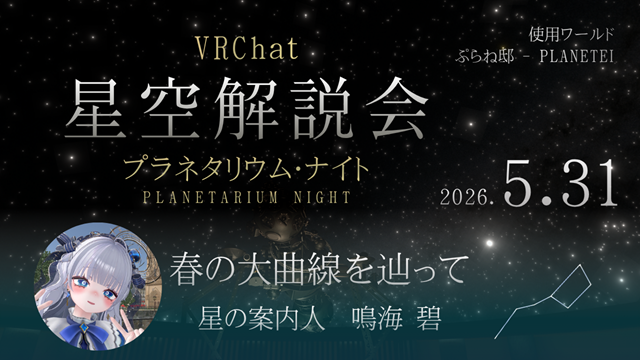 VRChat
星空解説会
プラネタリウム・ナイト
PLANETARIUM NIGHT
使用ワールド
ぷらね邸 - PLANETEI
2026. 5.31
春の大曲線を辿って
星の案内人 鳴海 碧